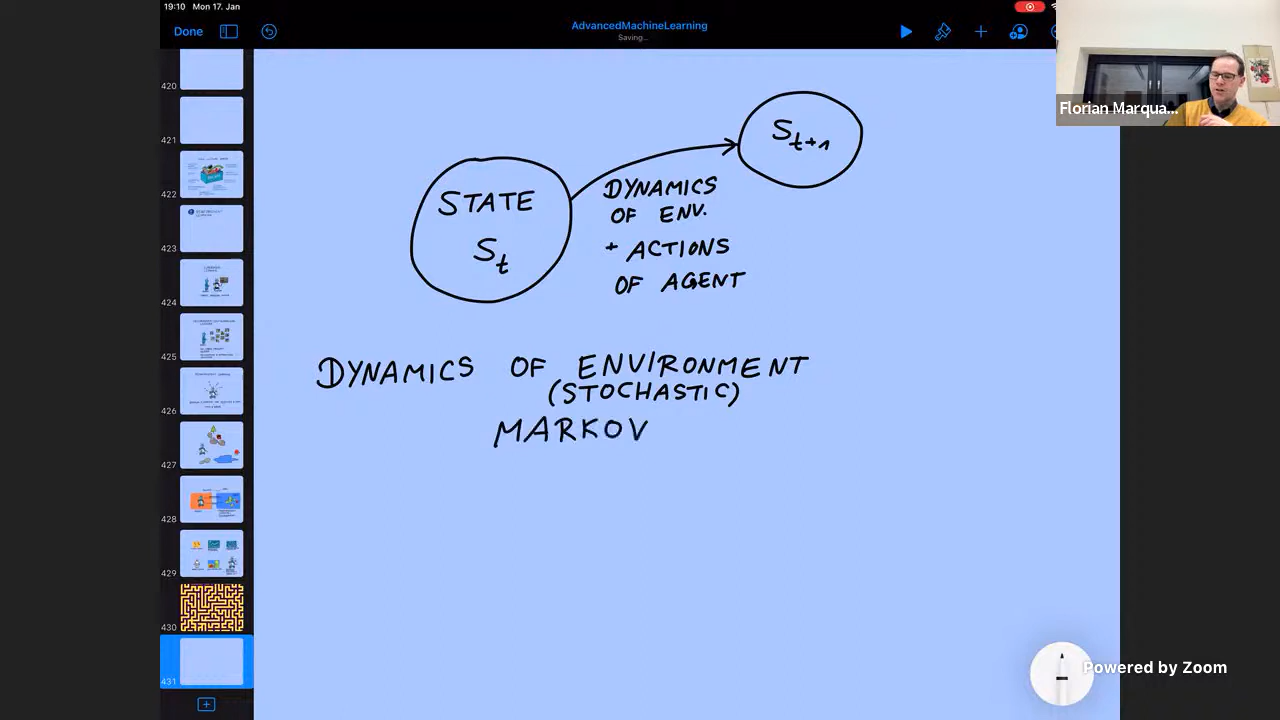 19:10 Mon 17. Jan
Done
AdvancedMachineLearning
Saving...
Florian Marqua...
420
421
422
423
424
425
426
427
428
429
430
431
STATE
St
St+1
DYNAMICS
OF ENV.
+ ACTIONS
OF AGENT
DYNAMICS OF ENVIRONMENT
(STOCHASTIC)
MARKOV
Powered by Zoom